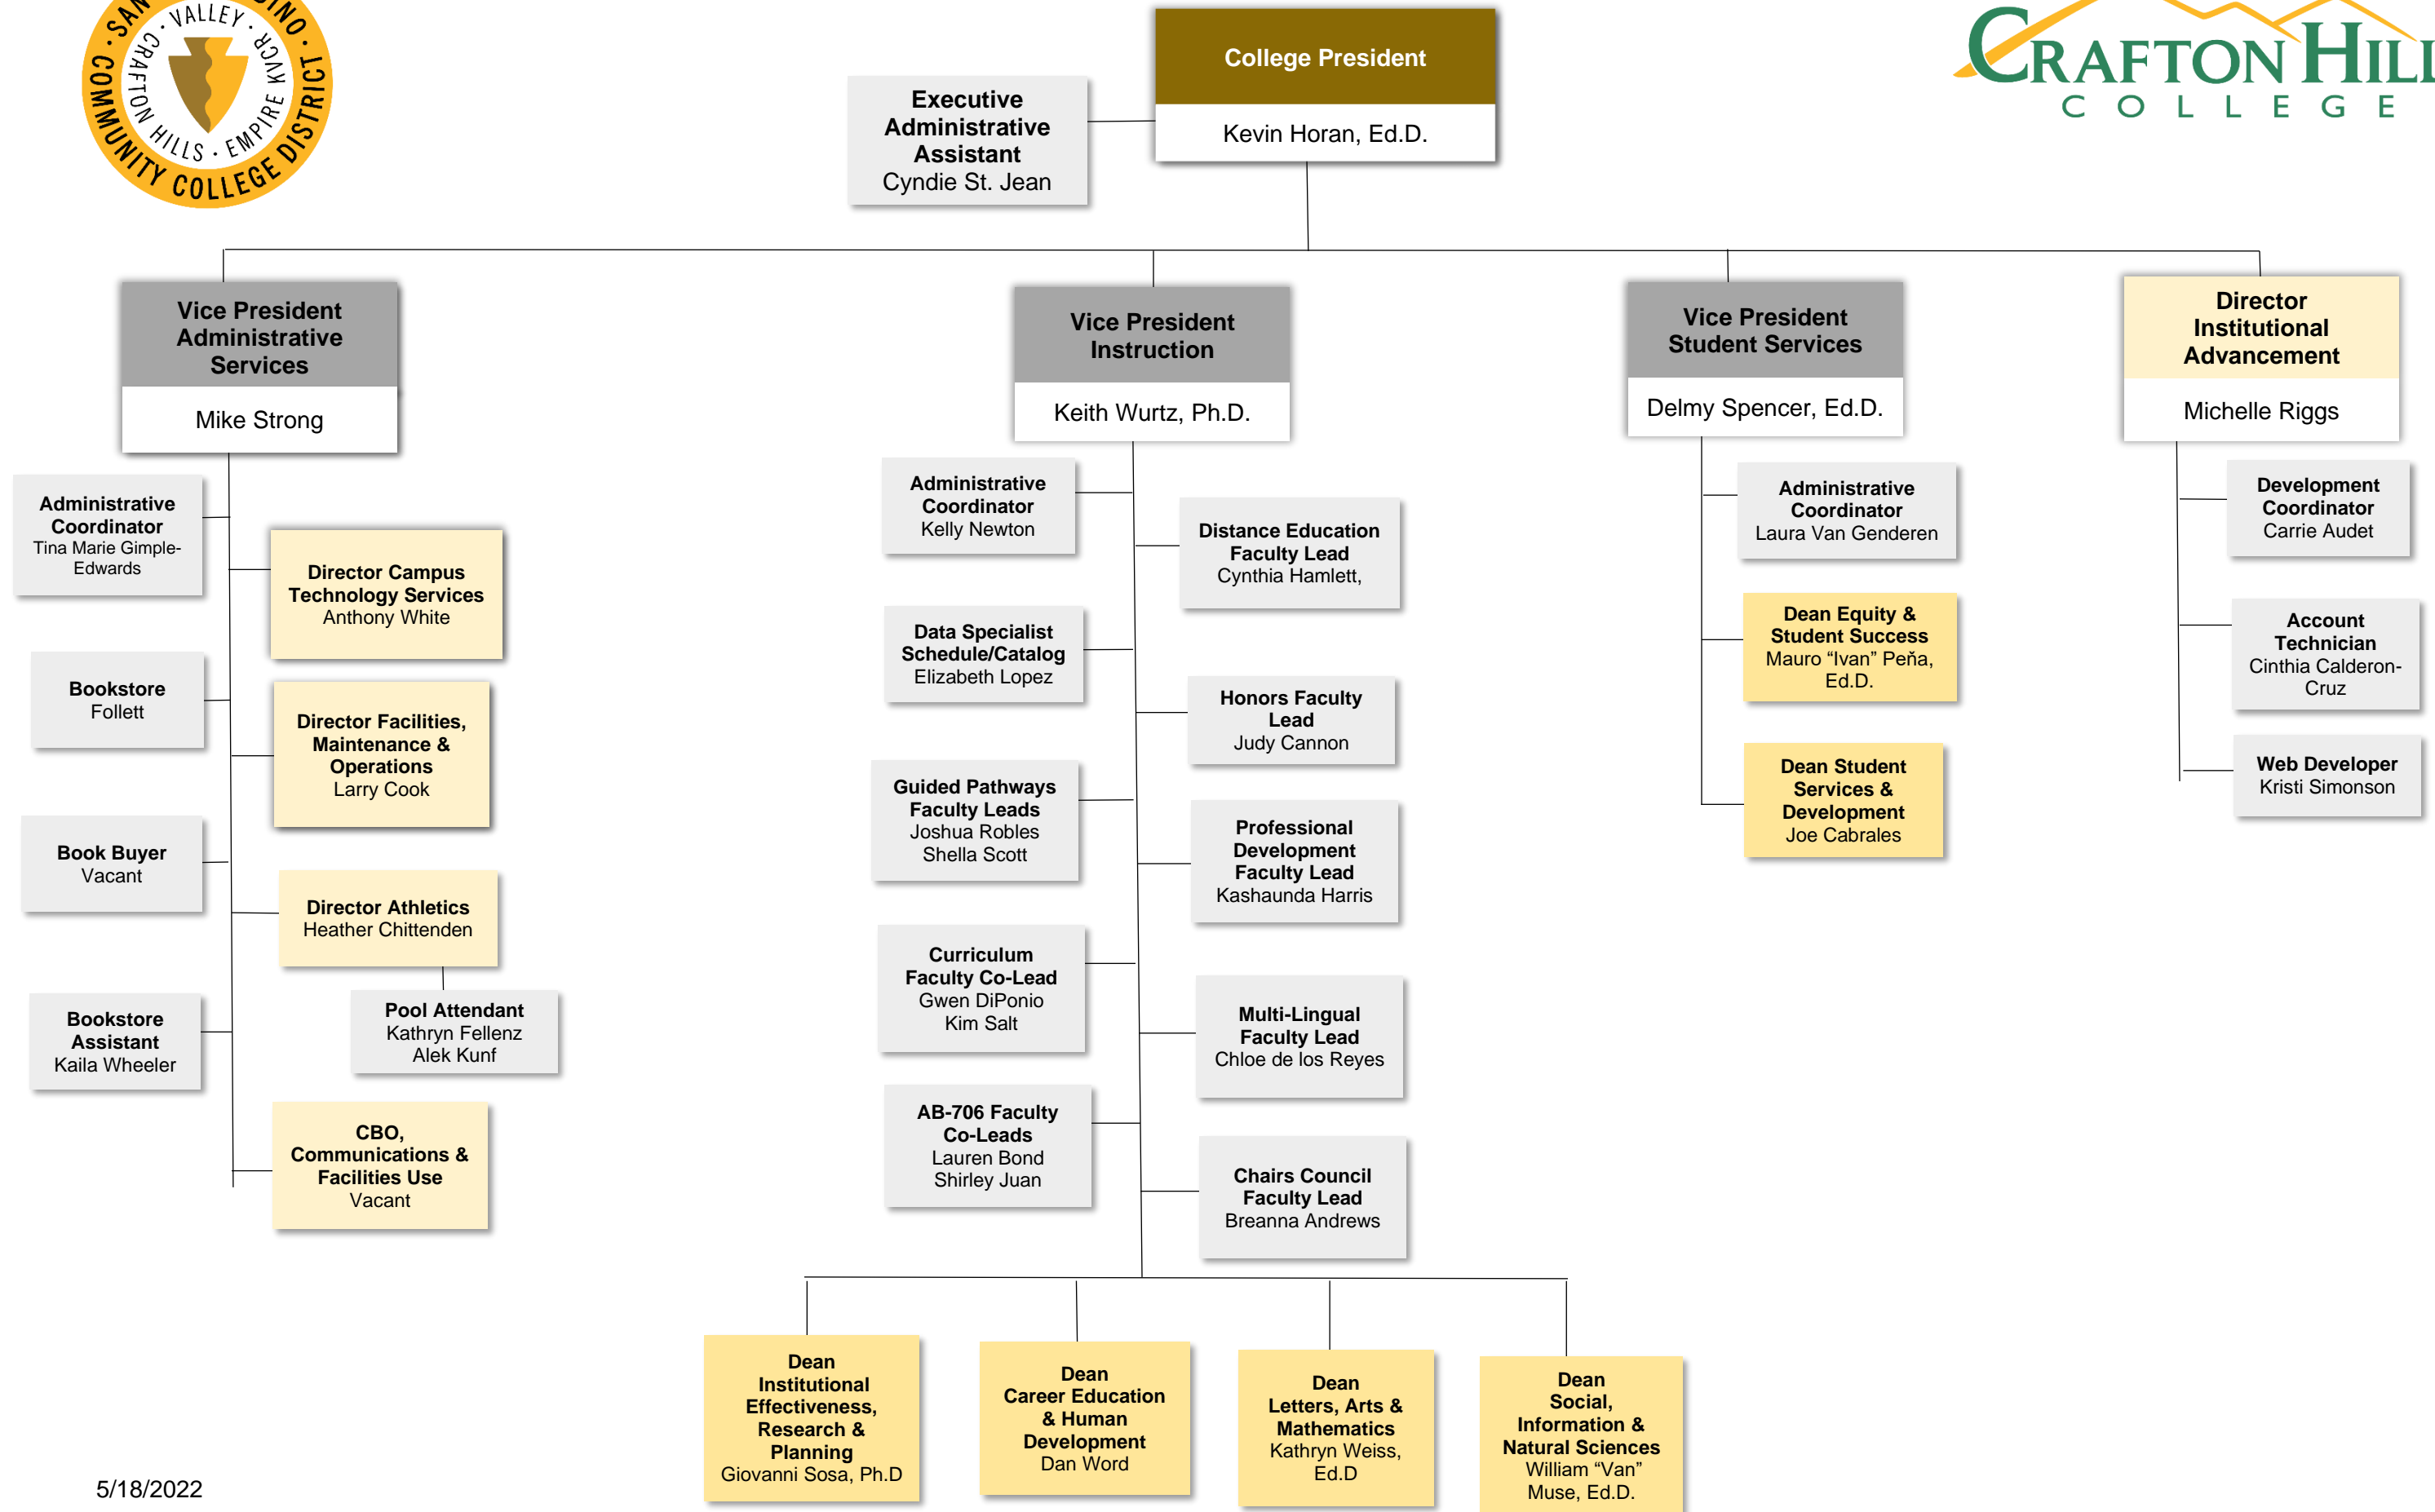 SAN
DINO
COMMUNITY COLLEGE DISTRICT
VALLEY · KVCR
CRAFTON HILLS · EMPIRE
CRAFTON HILL
COLLEGE
College President
Kevin Horan, Ed.D.
Executive
Administrative
Assistant
Cyndie St. Jean
Vice President
Administrative
Services
Mike Strong
Administrative
Coordinator
Tina Marie Gimple-
Edwards
Director Campus
Technology Services
Anthony White
Bookstore
Follett
Director Facilities,
Maintenance &
Operations
Larry Cook
Book Buyer
Vacant
Director Athletics
Heather Chittenden
Bookstore
Assistant
Kaila Wheeler
Pool Attendant
Kathryn Fellenz
Alek Kunf
CBO,
Communications &
Facilities Use
Vacant
Vice President
Instruction
Keith Wurtz, Ph.D.
Administrative
Coordinator
Kelly Newton
Distance Education
Faculty Lead
Cynthia Hamlett,
Data Specialist
Schedule/Catalog
Elizabeth Lopez
Honors Faculty
Lead
Judy Cannon
Guided Pathways
Faculty Leads
Joshua Robles
Shella Scott
Professional
Development
Faculty Lead
Kashaunda Harris
Curriculum
Faculty Co-Lead
Gwen DiPonio
Kim Salt
Multi-Lingual
Faculty Lead
Chloe de los Reyes
AB-706 Faculty
Co-Leads
Lauren Bond
Shirley Juan
Chairs Council
Faculty Lead
Breanna Andrews
Dean
Institutional
Effectiveness,
Research &
Planning
Giovanni Sosa, Ph.D
Dean
Career Education
& Human
Development
Dan Word
Dean
Letters, Arts &
Mathematics
Kathryn Weiss,
Ed.D
Dean
Social,
Information &
Natural Sciences
William “Van”
Muse, Ed.D.
Vice President
Student Services
Delmy Spencer, Ed.D.
Administrative
Coordinator
Laura Van Genderen
Dean Equity &
Student Success
Mauro “Ivan” Peňa,
Ed.D.
Dean Student
Services &
Development
Joe Cabrales
Director
Institutional
Advancement
Michelle Riggs
Development
Coordinator
Carrie Audet
Account
Technician
Cinthia Calderon-
Cruz
Web Developer
Kristi Simonson
5/18/2022